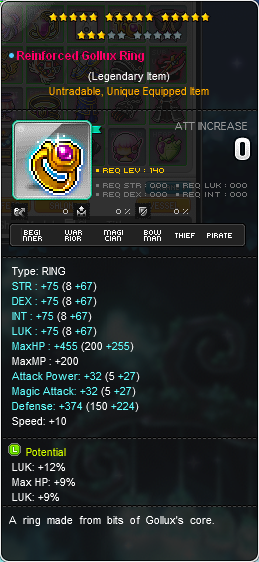 Reinforced Gollux Ring
(Legendary Item)
Untradable, Unique Equipped Item
ATT INCREASE
0
REQ LEV : 140
REQ STR : 000 REQ LUK : 000
REQ DEX : 000 REQ INT : 000
0 0 % 0 %
BEGINNER WARRIOR MAGICIAN BOWMAN THIEF PIRATE
Type: RING
STR : +75 (8 +67)
DEX : +75 (8 +67)
INT : +75 (8 +67)
LUK : +75 (8 +67)
MaxHP : +455 (200 +255)
MaxMP : +200
Attack Power: +32 (5 +27)
Magic Attack: +32 (5 +27)
Defense: +374 (150 +224)
Speed: +10
L Potential
LUK: +12%
Max HP: +9%
LUK: +9%
A ring made from bits of Gollux's core.